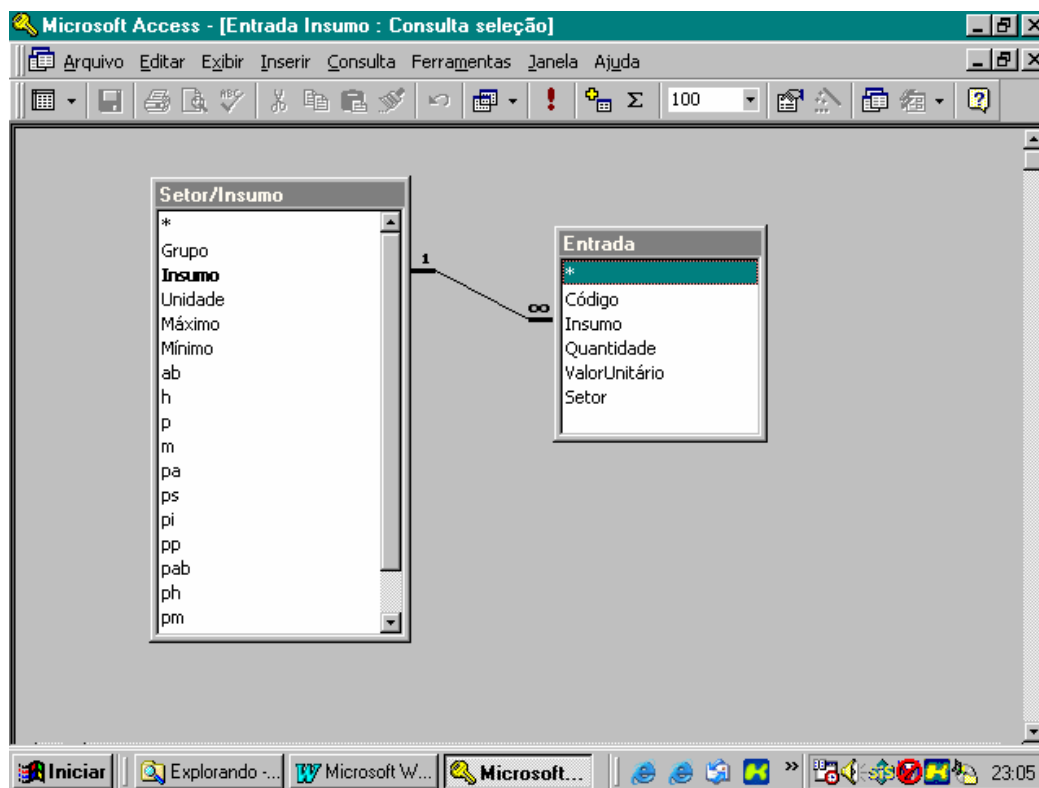 Microsoft Access - [Entrada Insumo : Consulta seleção]
Arquivo Editar Exibir Inserir Consulta Ferramentas Janela Ajuda
ABC Σ 100
Setor/Insumo
*
Grupo
Insumo
Unidade
Máximo
Mínimo
ab
h
p
m
pa
ps
pi
pp
pab
ph
pm
1
∞
Entrada
*
Código
Insumo
Quantidade
ValorUnitário
Setor
Iniciar Explorando -... Microsoft W... Microsoft... » 23:05